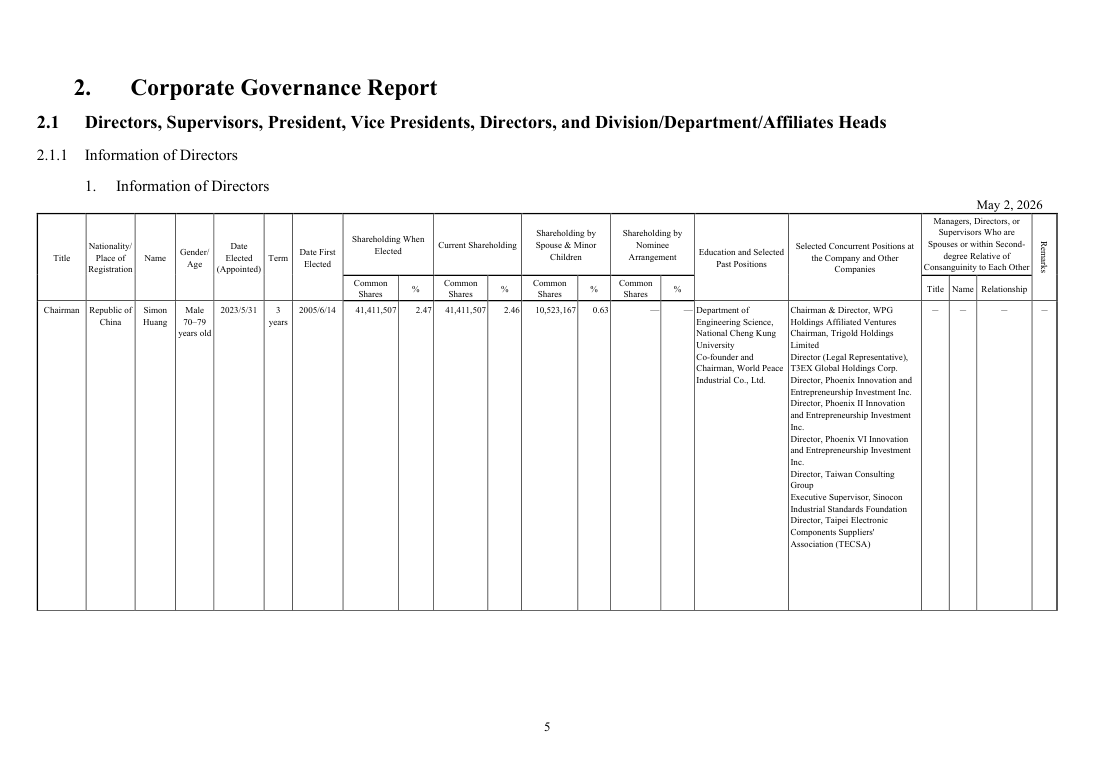 2. Corporate Governance Report
2.1 Directors, Supervisors, President, Vice Presidents, Directors, and Division/Department/Affiliates Heads
2.1.1 Information of Directors
1. Information of Directors
May 2, 2026
Title
Nationality/
Place of
Registration
Name
Gender/
Age
Date
Elected
(Appointed)
Term
Date First
Elected
Shareholding When
Elected
Current Shareholding
Shareholding by
Spouse & Minor
Children
Shareholding by
Nominee
Arrangement
Education and Selected
Past Positions
Selected Concurrent Positions at
the Company and Other
Companies
Managers, Directors, or
Supervisors Who are
Spouses or within Second-
degree Relative of
Consanguinity to Each Other
Remarks
Common
Shares
%
Common
Shares
%
Common
Shares
%
Common
Shares
%
Title
Name
Relationship
Chairman
Republic of
China
Simon
Huang
Male
70–79
years old
2023/5/31
3
years
2005/6/14
41,411,507
2.47
41,411,507
2.46
10,523,167
0.63
—
—
Department of
Engineering Science,
National Cheng Kung
University
Co-founder and
Chairman, World Peace
Industrial Co., Ltd.
Chairman & Director, WPG
Holdings Affiliated Ventures
Chairman, Trigold Holdings
Limited
Director (Legal Representative),
T3EX Global Holdings Corp.
Director, Phoenix Innovation and
Entrepreneurship Investment Inc.
Director, Phoenix II Innovation
and Entrepreneurship Investment
Inc.
Director, Phoenix VI Innovation
and Entrepreneurship Investment
Inc.
Director, Taiwan Consulting
Group
Executive Supervisor, Sinocon
Industrial Standards Foundation
Director, Taipei Electronic
Components Suppliers'
Association (TECSA)
–
–
–
–
5